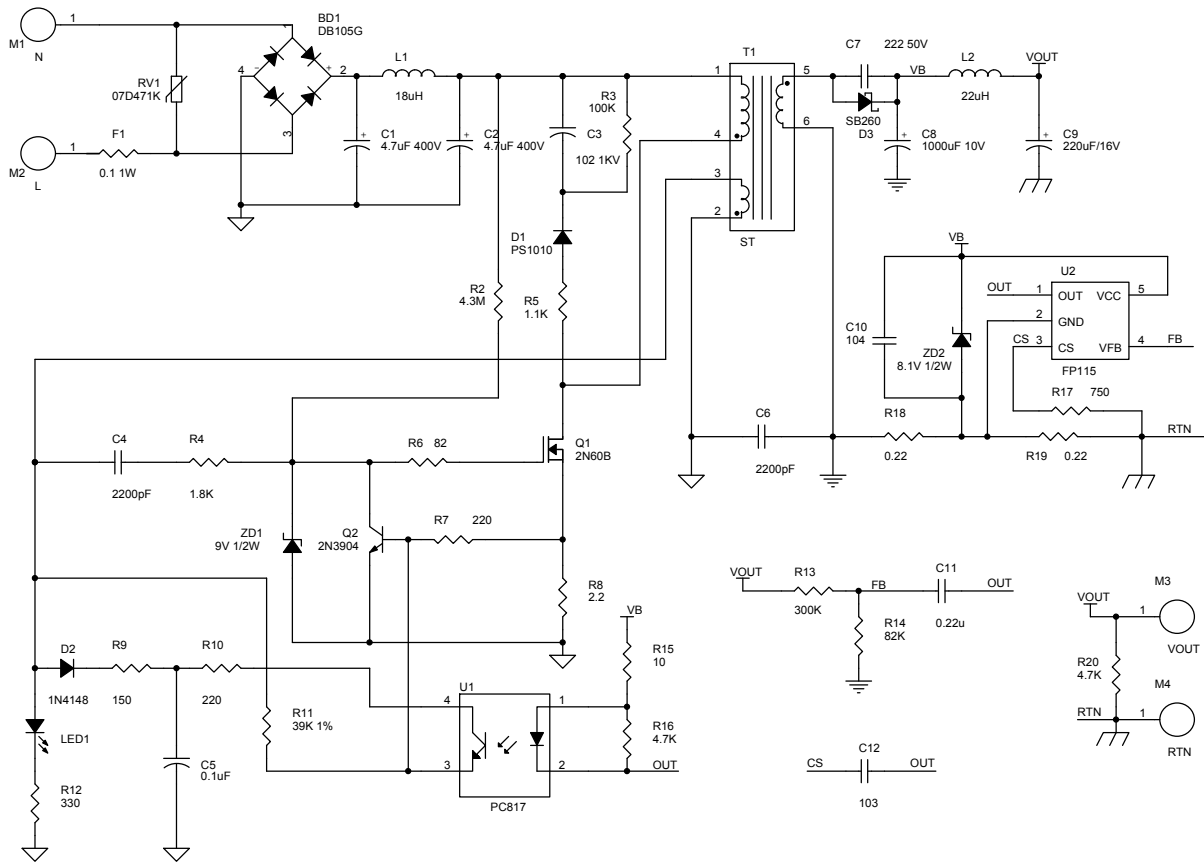 M1
1
N
RV1
07D471K
M2
1
L
F1
0.1 1W
BD1
DB105G
1
4
-
+
2
3
L1
18uH
C1
4.7uF 400V
C2
4.7uF 400V
R3
100K
C3
102 1KV
D1
PS1010
R2
4.3M
R5
1.1K
T1
1
4
3
2
5
6
ST
C7
222 50V
VB
SB260
D3
L2
22uH
VOUT
C8
1000uF 10V
C9
220uF/16V
VB
C10
104
ZD2
8.1V 1/2W
U2
OUT
1
OUT
VCC
5
2
GND
CS
3
CS
VFB
4
FB
FP115
R17 750
R18
0.22
R19
0.22
RTN
C6
2200pF
C4
2200pF
R4
1.8K
R6 82
Q1
2N60B
ZD1
9V 1/2W
Q2
2N3904
R7 220
R8
2.2
VB
R15
10
R16
4.7K
OUT
D2
1N4148
R9
150
R10
220
R11
39K 1%
LED1
C5
0.1uF
R12
330
U1
4
1
3
2
PC817
VOUT
R13
300K
FB
C11
0.22u
OUT
R14
82K
CS
C12
103
OUT
VOUT
1
M3
VOUT
R20
4.7K
RTN
1
M4
RTN